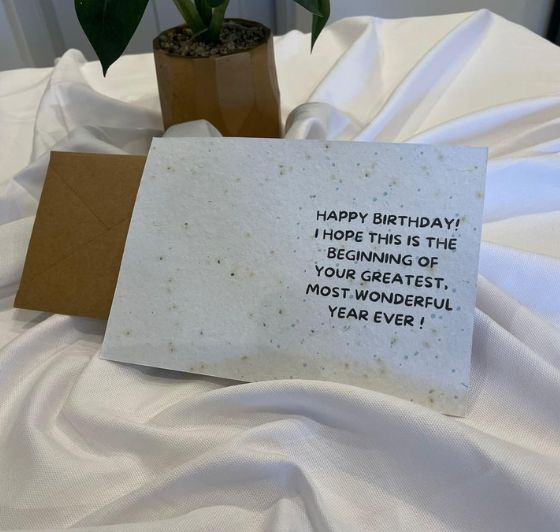 HAPPY BIRTHDAY!
I HOPE THIS IS THE
BEGINNING OF
YOUR GREATEST,
MOST WONDERFUL
YEAR EVER !